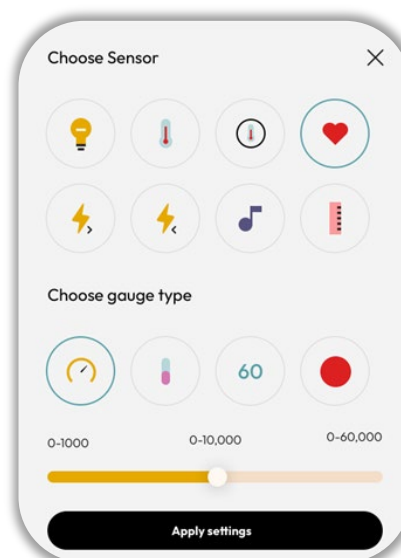 Choose Sensor
Choose gauge type
60
0-1000 0-10,000 0-60,000
Apply settings